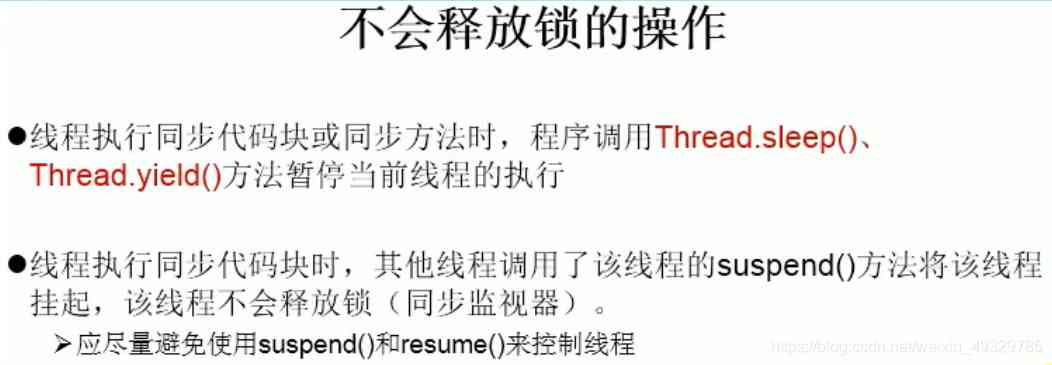 不会释放锁的操作
●线程执行同步代码块或同步方法时，程序调用Thread.sleep()、
Thread.yield()方法暂停当前线程的执行
●线程执行同步代码块时，其他线程调用了该线程的suspend()方法将该线程
挂起，该线程不会释放锁（同步监视器）。
➢应尽量避免使用suspend()和resume()来控制线程
https://blog.csdn.net/weixin_49329785